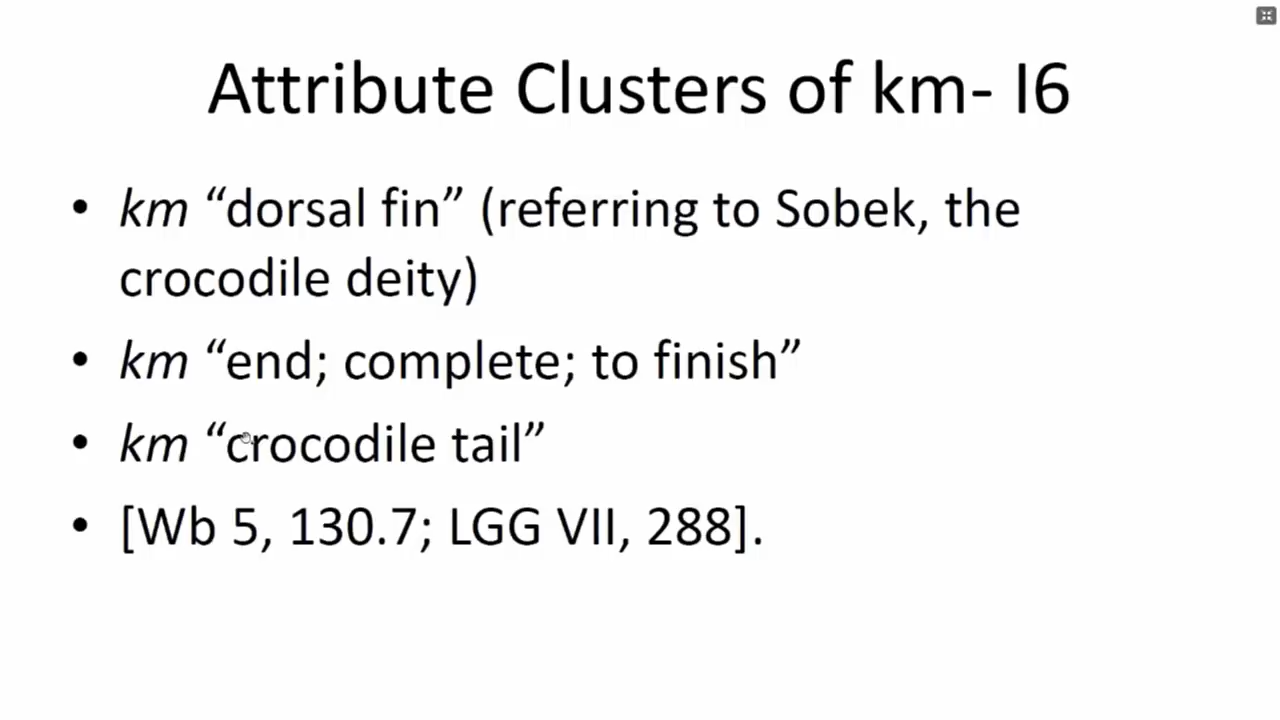 Attribute Clusters of km- I6
• km “dorsal fin” (referring to Sobek, the
crocodile deity)
• km “end; complete; to finish”
• km “crocodile tail”
• [Wb 5, 130.7; LGG VII, 288].